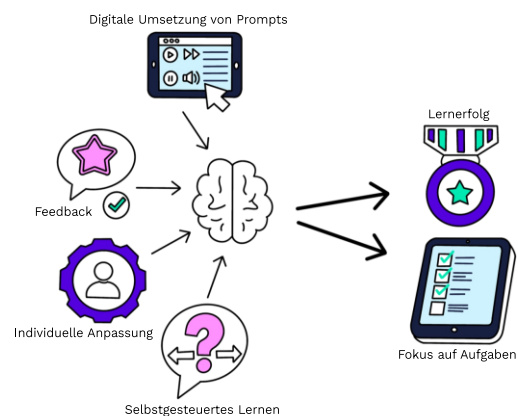 Digitale Umsetzung von Prompts
Lernerfolg
Feedback
Individuelle Anpassung
Fokus auf Aufgaben
Selbstgesteuertes Lernen